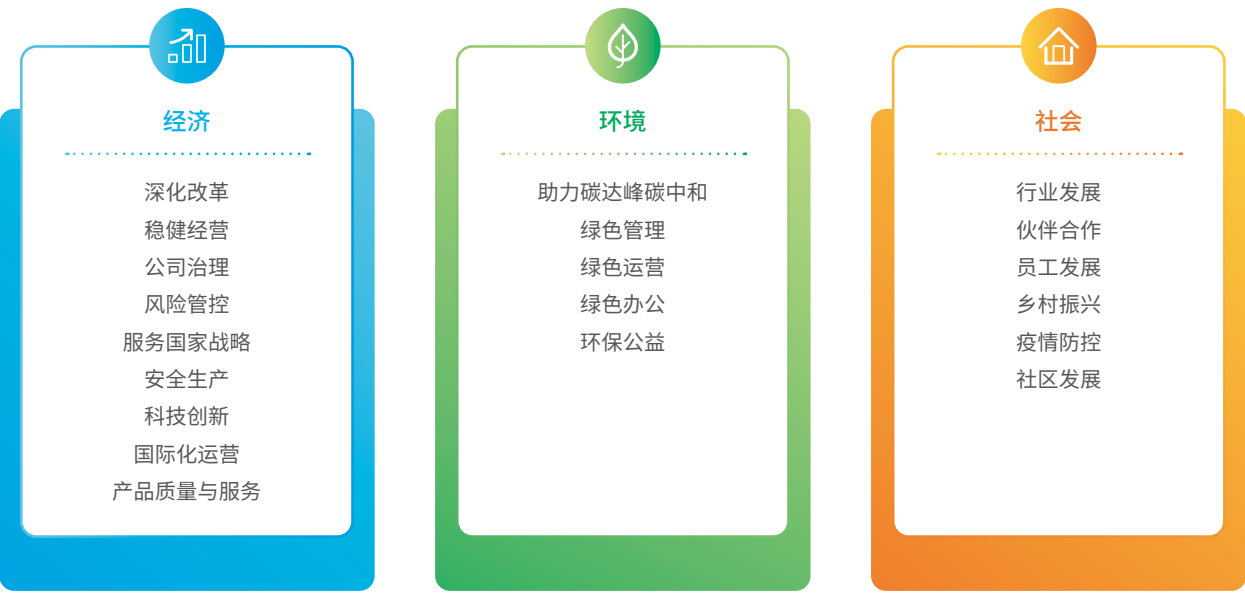 经济
深化改革
稳健经营
公司治理
风险管控
服务国家战略
安全生产
科技创新
国际化运营
产品质量与服务
环境
助力碳达峰碳中和
绿色管理
绿色运营
绿色办公
环保公益
社会
行业发展
伙伴合作
员工发展
乡村振兴
疫情防控
社区发展